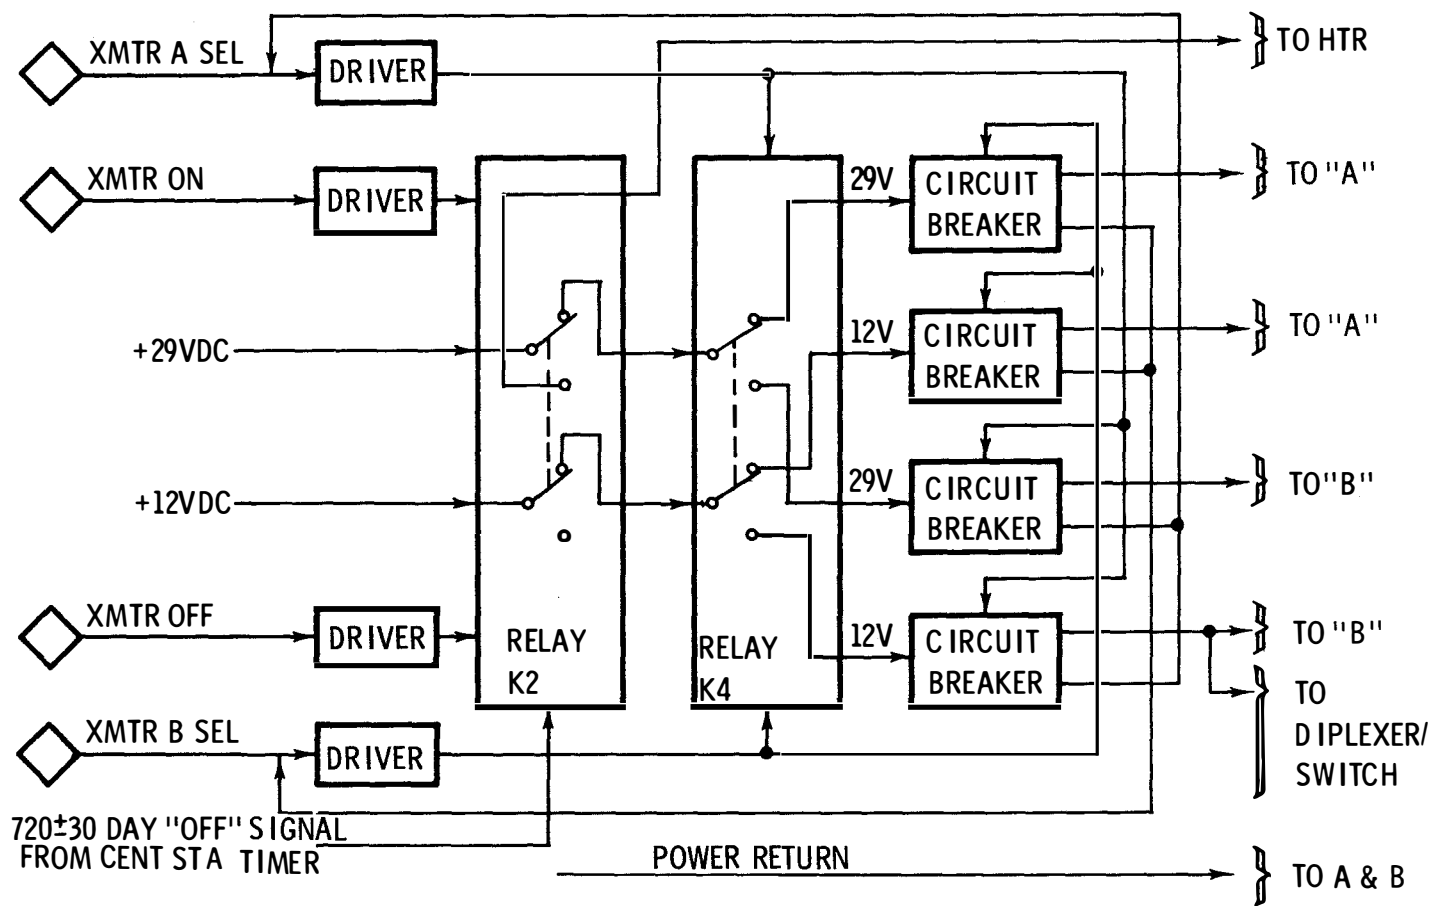 XMTR A SEL
DRIVER
TO HTR
XMTR ON
DRIVER
29V
CIRCUIT
BREAKER
TO "A"
+29VDC
12V
CIRCUIT
BREAKER
TO "A"
+12VDC
29V
CIRCUIT
BREAKER
TO "B"
XMTR OFF
DRIVER
RELAY
K2
RELAY
K4
12V
CIRCUIT
BREAKER
TO "B"
TO
DIPLEXER/
SWITCH
XMTR B SEL
DRIVER
720±30 DAY "OFF" SIGNAL
FROM CENT STA TIMER
POWER RETURN
TO A & B